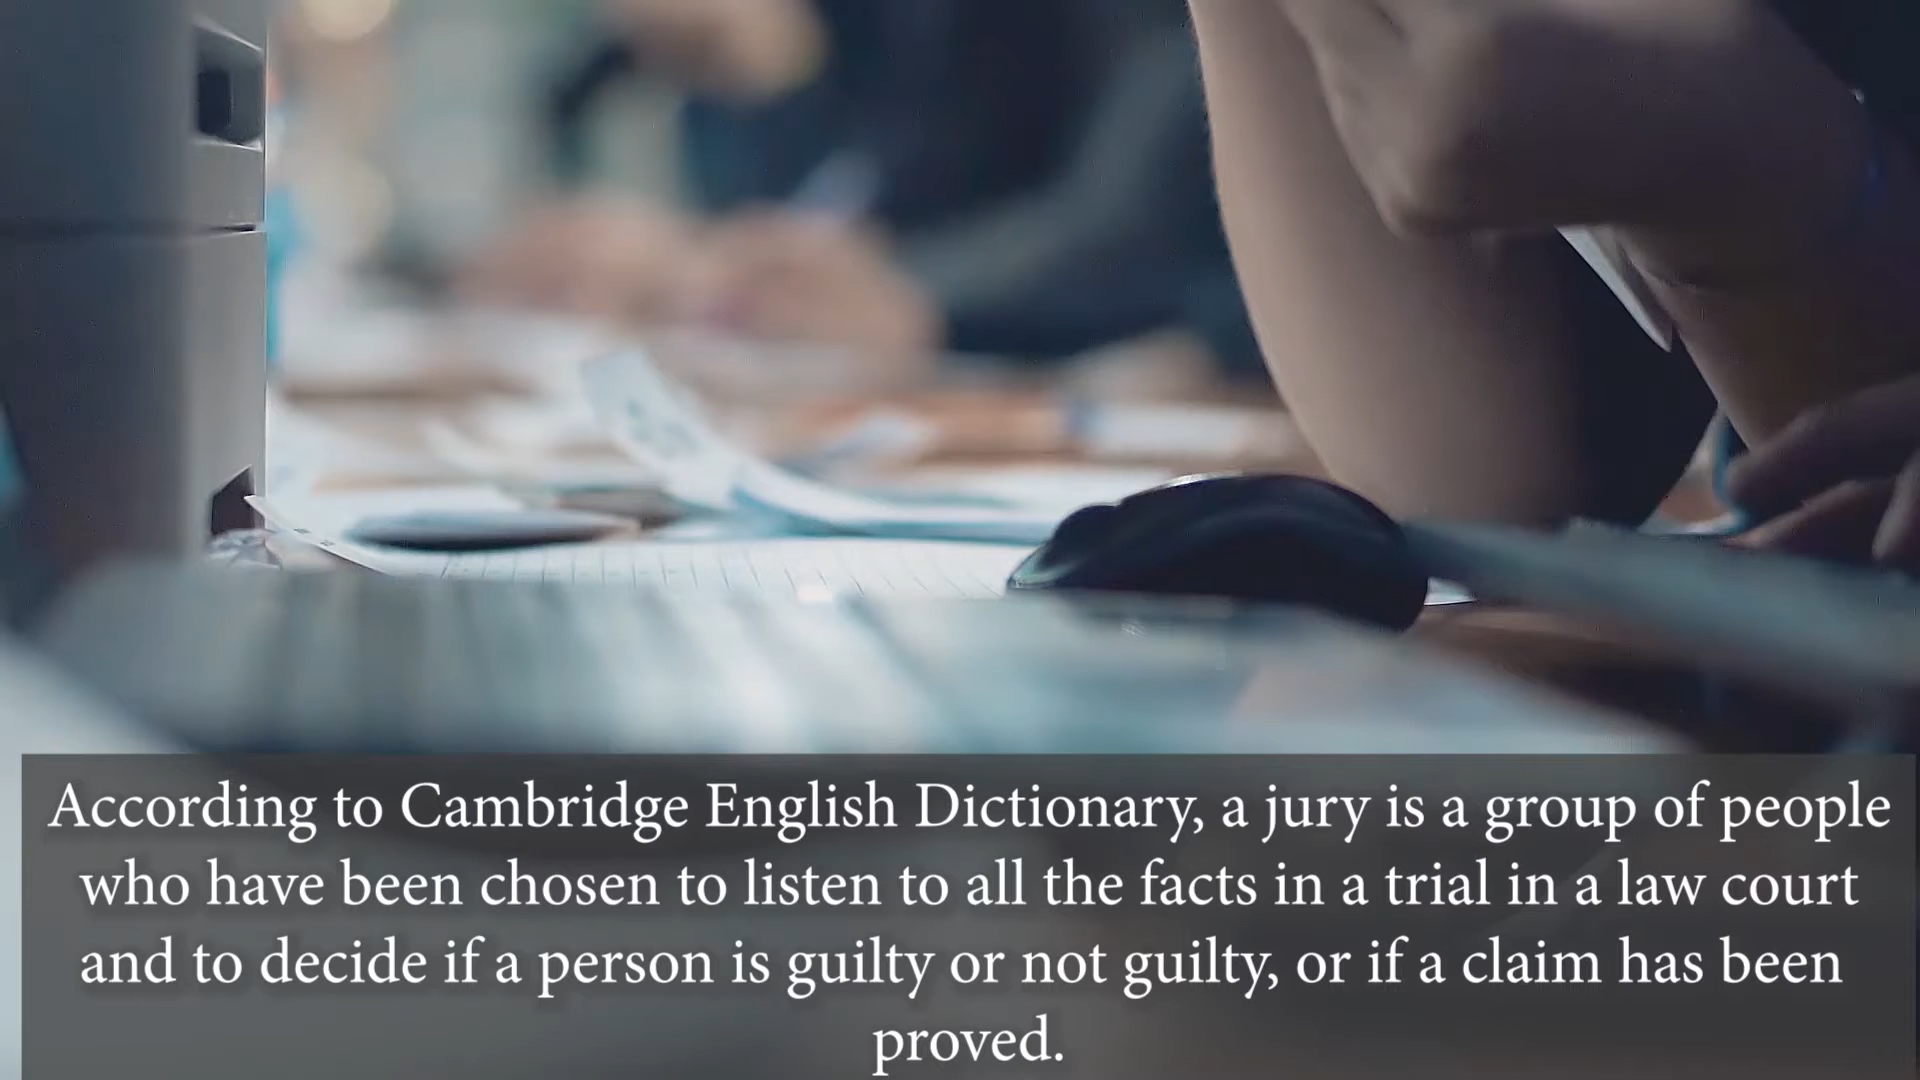 According to Cambridge English Dictionary, a jury is a group of people
who have been chosen to listen to all the facts in a trial in a law court
and to decide if a person is guilty or not guilty, or if a claim has been
proved.